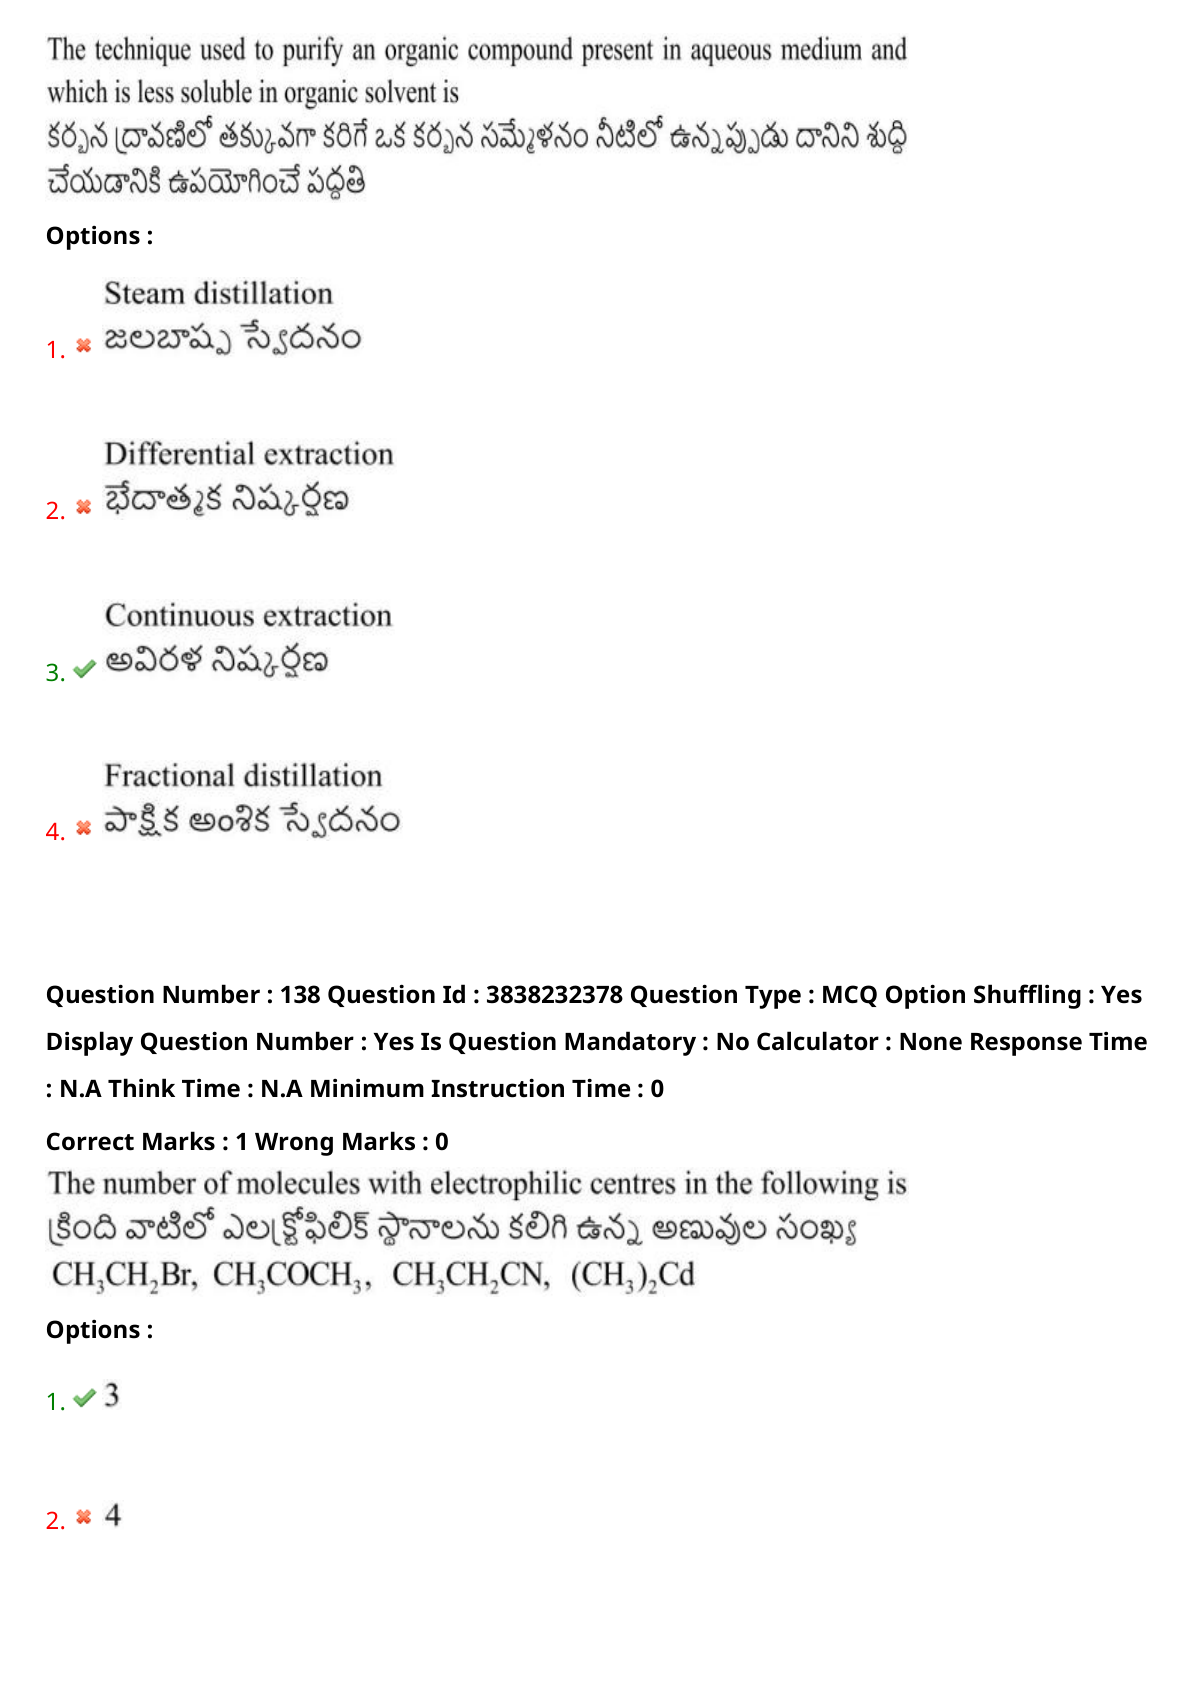 The technique used to purify an organic compound present in aqueous medium and
which is less soluble in organic solvent is
కర్బన ద్రావణిలో తక్కువగా కరిగే ఒక కర్బన సమ్మేళనం నీటిలో ఉన్నప్పుడు దానిని శుద్ధి
చేయడానికి ఉపయోగించే పద్ధతి
Options :
Steam distillation
జలబాష్ప స్వేదనం
1.
Differential extraction
భేదాత్మక నిష్కర్షణ
2.
Continuous extraction
అవిరళ నిష్కర్షణ
3.
Fractional distillation
పాక్షిక అంశిక స్వేదనం
4.
Question Number : 138 Question Id : 3838232378 Question Type : MCQ Option Shuffling : Yes
Display Question Number : Yes Is Question Mandatory : No Calculator : None Response Time
: N.A Think Time : N.A Minimum Instruction Time : 0
Correct Marks : 1 Wrong Marks : 0
The number of molecules with electrophilic centres in the following is
క్రింది వాటిలో ఎలక్ట్రోఫిలిక్ స్థానాలను కలిగి ఉన్న అణువుల సంఖ్య
CH₃CH₂Br, CH₃COCH₃, CH₃CH₂CN, (CH₃)₂Cd
Options :
1. 3
2. 4